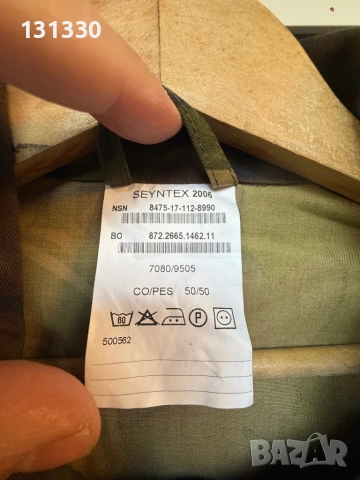 131330
SEYNTEX 2006
NSN 8475-17-112-8990
BO 872.2665.1462.11
7080/9505
CO/PES 50/50
60 P
500562
BAZAR